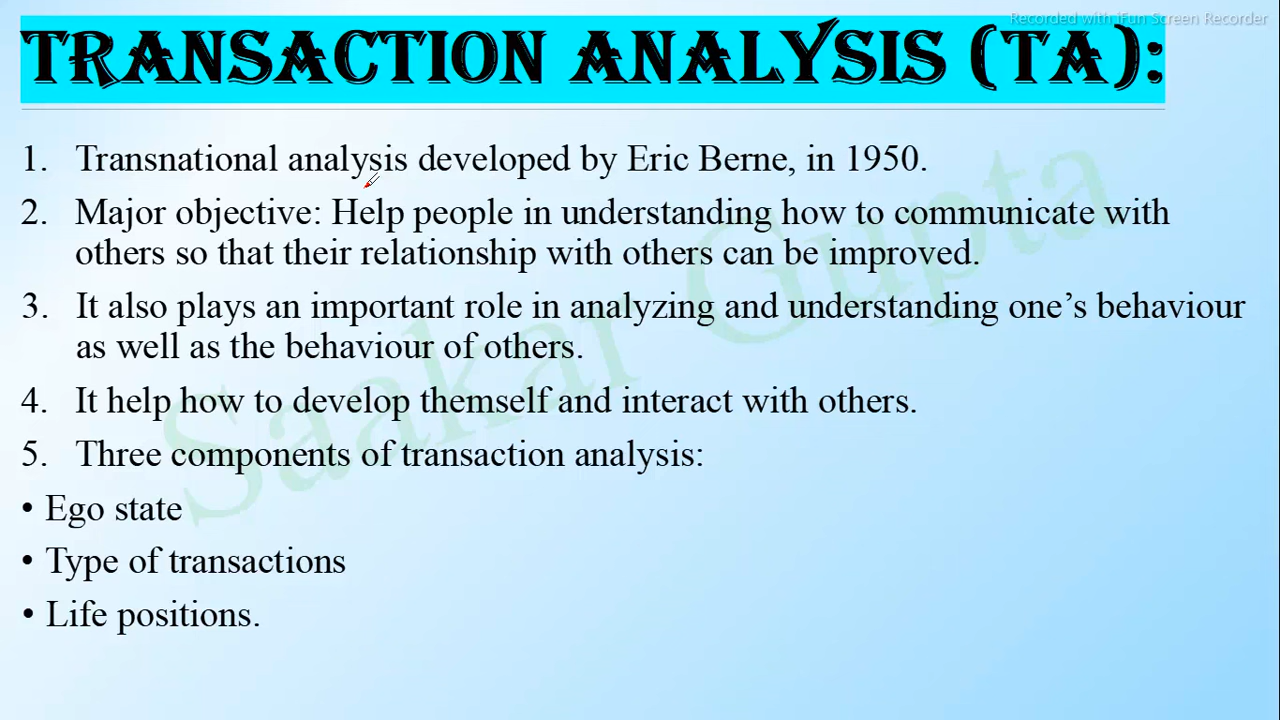 Recorded with iFun Screen Recorder
TRANSACTION ANALYSIS (TA):
1. Transnational analysis developed by Eric Berne, in 1950.
2. Major objective: Help people in understanding how to communicate with
others so that their relationship with others can be improved.
3. It also plays an important role in analyzing and understanding one’s behaviour
as well as the behaviour of others.
4. It help how to develop themself and interact with others.
5. Three components of transaction analysis:
• Ego state
• Type of transactions
• Life positions.
Saakar Gupta